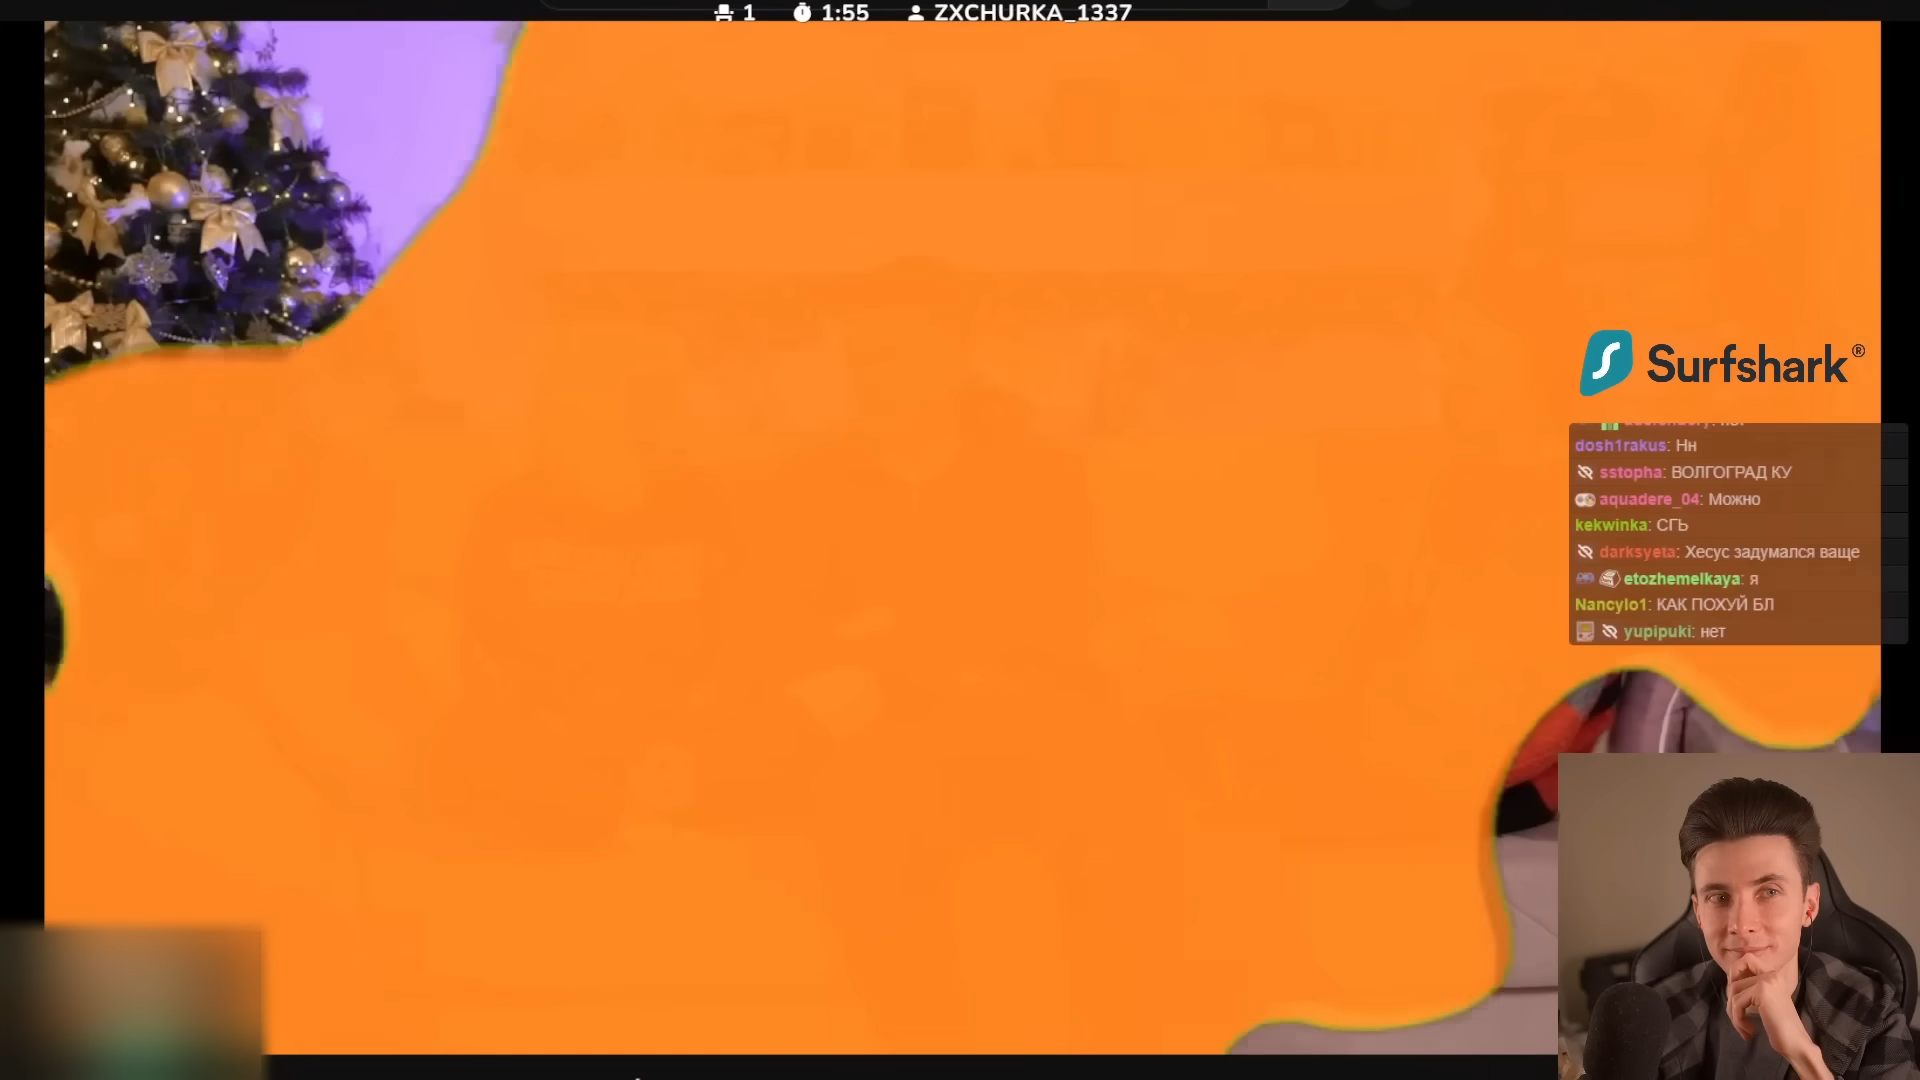 1 1:55 ZXCHURKA_1337
Surfshark®
dosh1rakus: Нн
sstopha: ВОЛГОГРАД КУ
aquadere_04: Можно
kekwinka: СГЬ
darksyeta: Хесус задумался ваще
etozhemelkaya: я
Nancylo1: КАК ПОХУЙ БЛ
yupipuki: нет